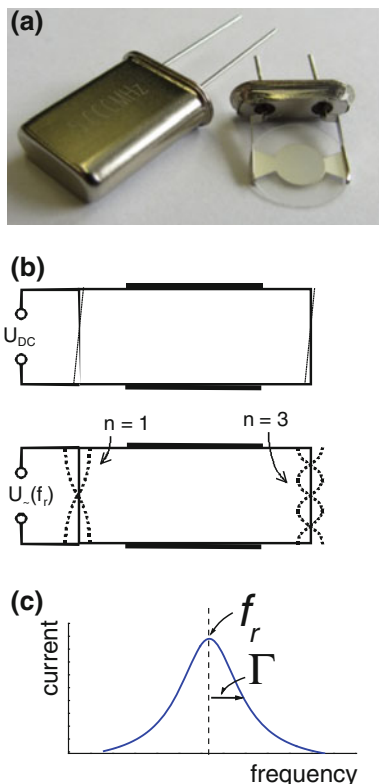 (a)
(b)
U_DC
n = 1
n = 3
U_~(f_r)
(c)
f_r
Γ
current
frequency